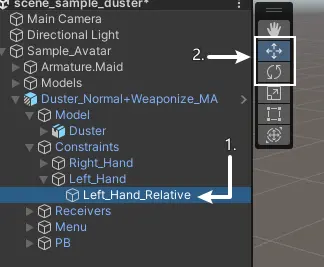 scene_sample_duster*
Main Camera
Directional Light
Sample_Avatar
Armature.Maid
Models
Duster_Normal+Weaponize_MA
Model
Duster
Constraints
Right_Hand
Left_Hand
Left_Hand_Relative
Receivers
Menu
PB
1.
2.